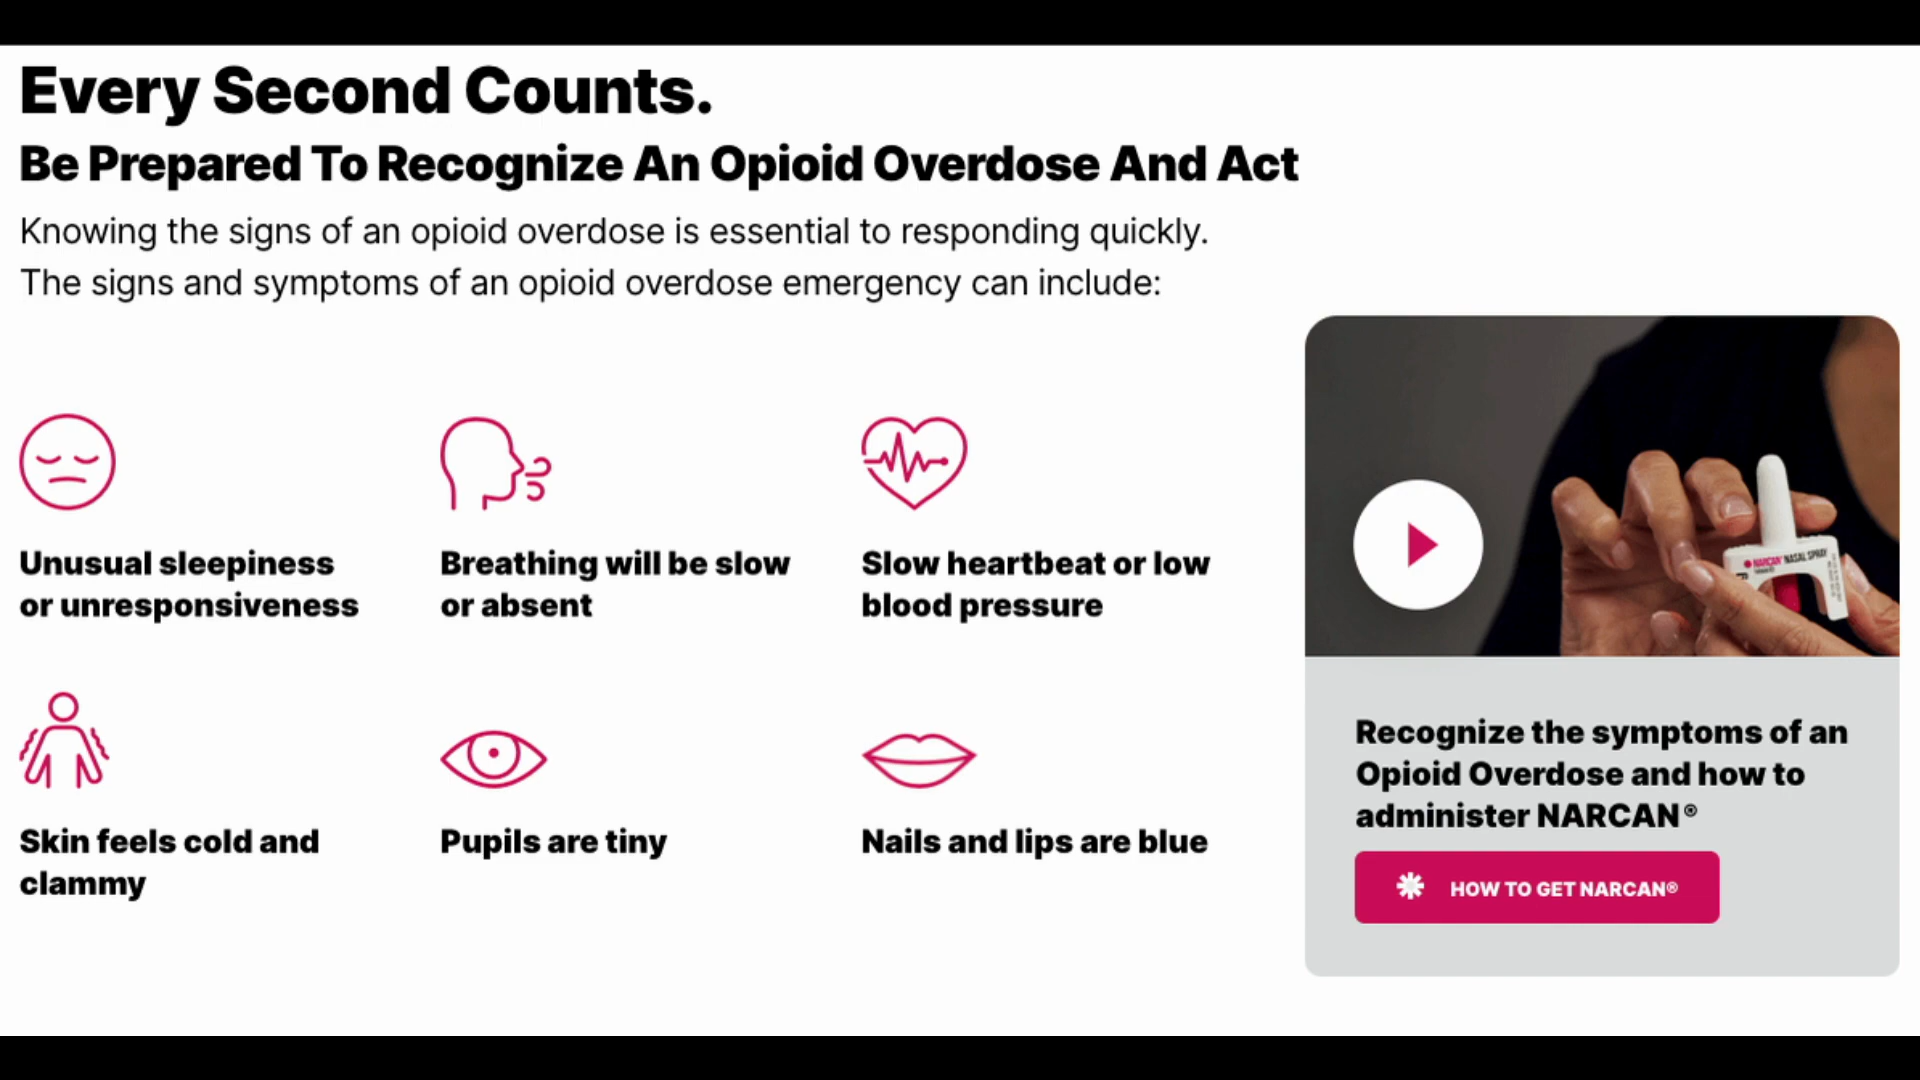 Every Second Counts.
Be Prepared To Recognize An Opioid Overdose And Act
Knowing the signs of an opioid overdose is essential to responding quickly.
The signs and symptoms of an opioid overdose emergency can include:
Unusual sleepiness
or unresponsiveness
Breathing will be slow
or absent
Slow heartbeat or low
blood pressure
Skin feels cold and
clammy
Pupils are tiny
Nails and lips are blue
NARCAN® NASAL SPRAY
Recognize the symptoms of an
Opioid Overdose and how to
administer NARCAN®
HOW TO GET NARCAN®